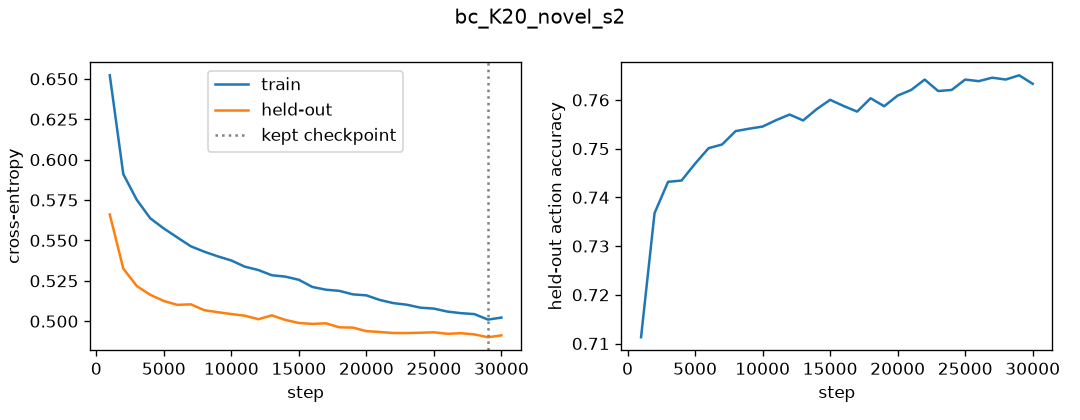 bc_K20_novel_s2
cross-entropy
0.650
0.625
0.600
0.575
0.550
0.525
0.500
train
held-out
kept checkpoint
0 5000 10000 15000 20000 25000 30000
step
held-out action accuracy
0.76
0.75
0.74
0.73
0.72
0.71
0 5000 10000 15000 20000 25000 30000
step